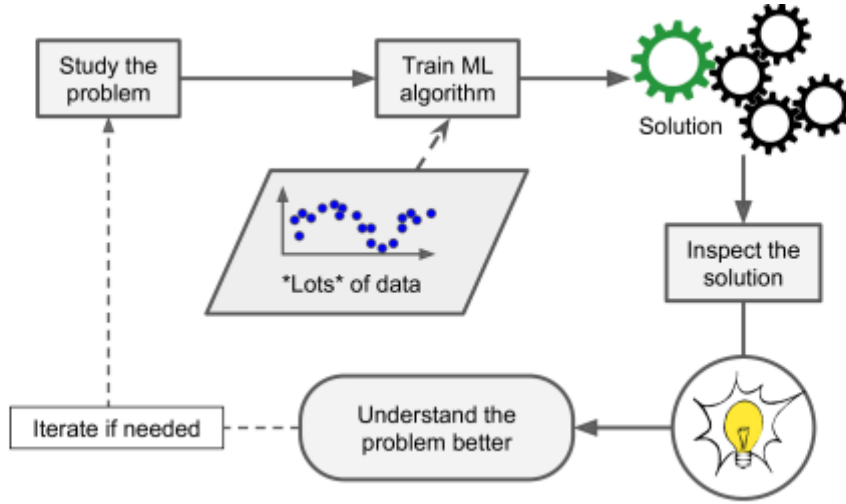 Study the
problem
Train ML
algorithm
Solution
*Lots* of data
Inspect the
solution
Understand the
problem better
Iterate if needed